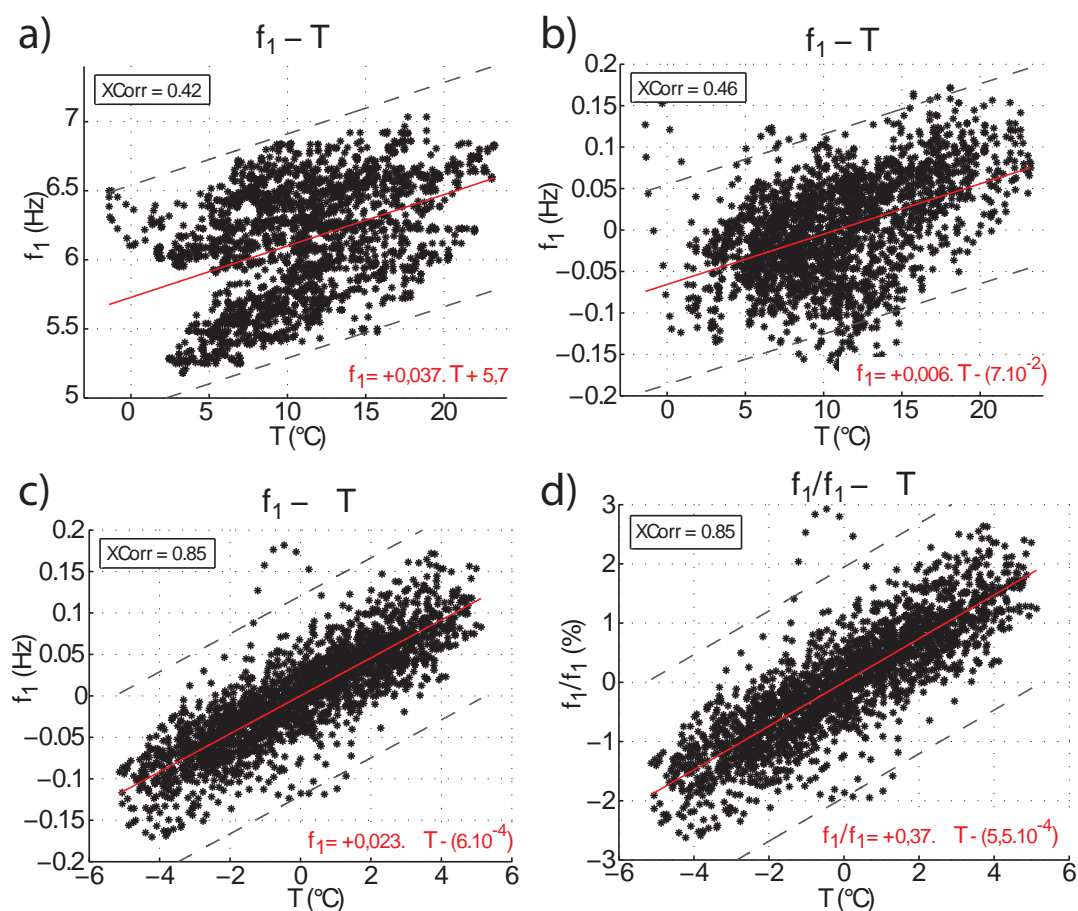 a)
f₁ – T
XCorr = 0.42
7
6.5
6
5.5
5
f₁ (Hz)
f₁= +0,037. T + 5,7
0 5 10 15 20
T (°C)
b)
f₁ – T
XCorr = 0.46
0.2
0.15
0.1
0.05
0
−0.05
−0.1
−0.15
−0.2
f₁ (Hz)
f₁= +0,006. T - (7.10⁻²)
0 5 10 15 20
T (°C)
c)
f₁ – T
XCorr = 0.85
0.2
0.15
0.1
0.05
0
−0.05
−0.1
−0.15
−0.2
f₁ (Hz)
f₁= +0,023. T - (6.10⁻⁴)
−6 −4 −2 0 2 4 6
T (°C)
d)
f₁/f₁ – T
XCorr = 0.85
3
2
1
0
−1
−2
−3
f₁/f₁ (%)
f₁/f₁ = +0,37. T - (5,5.10⁻⁴)
−6 −4 −2 0 2 4 6
T (°C)